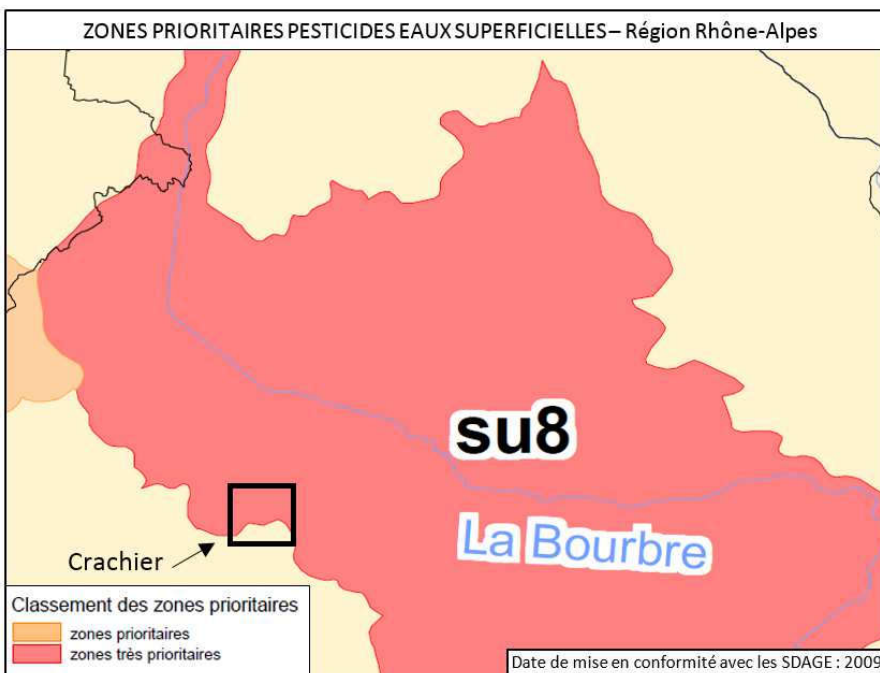 ZONES PRIORITAIRES PESTICIDES EAUX SUPERFICIELLES – Région Rhône-Alpes
su8
La Bourbre
Crachier
Classement des zones prioritaires
zones prioritaires
zones très prioritaires
Date de mise en conformité avec les SDAGE : 2009